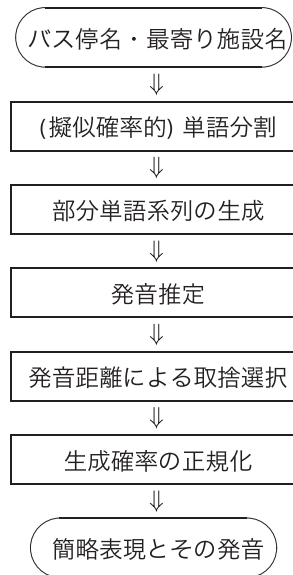 バス停名・最寄り施設名
⇓
(擬似確率的) 単語分割
⇓
部分単語系列の生成
⇓
発音推定
⇓
発音距離による取捨選択
⇓
生成確率の正規化
⇓
簡略表現とその発音